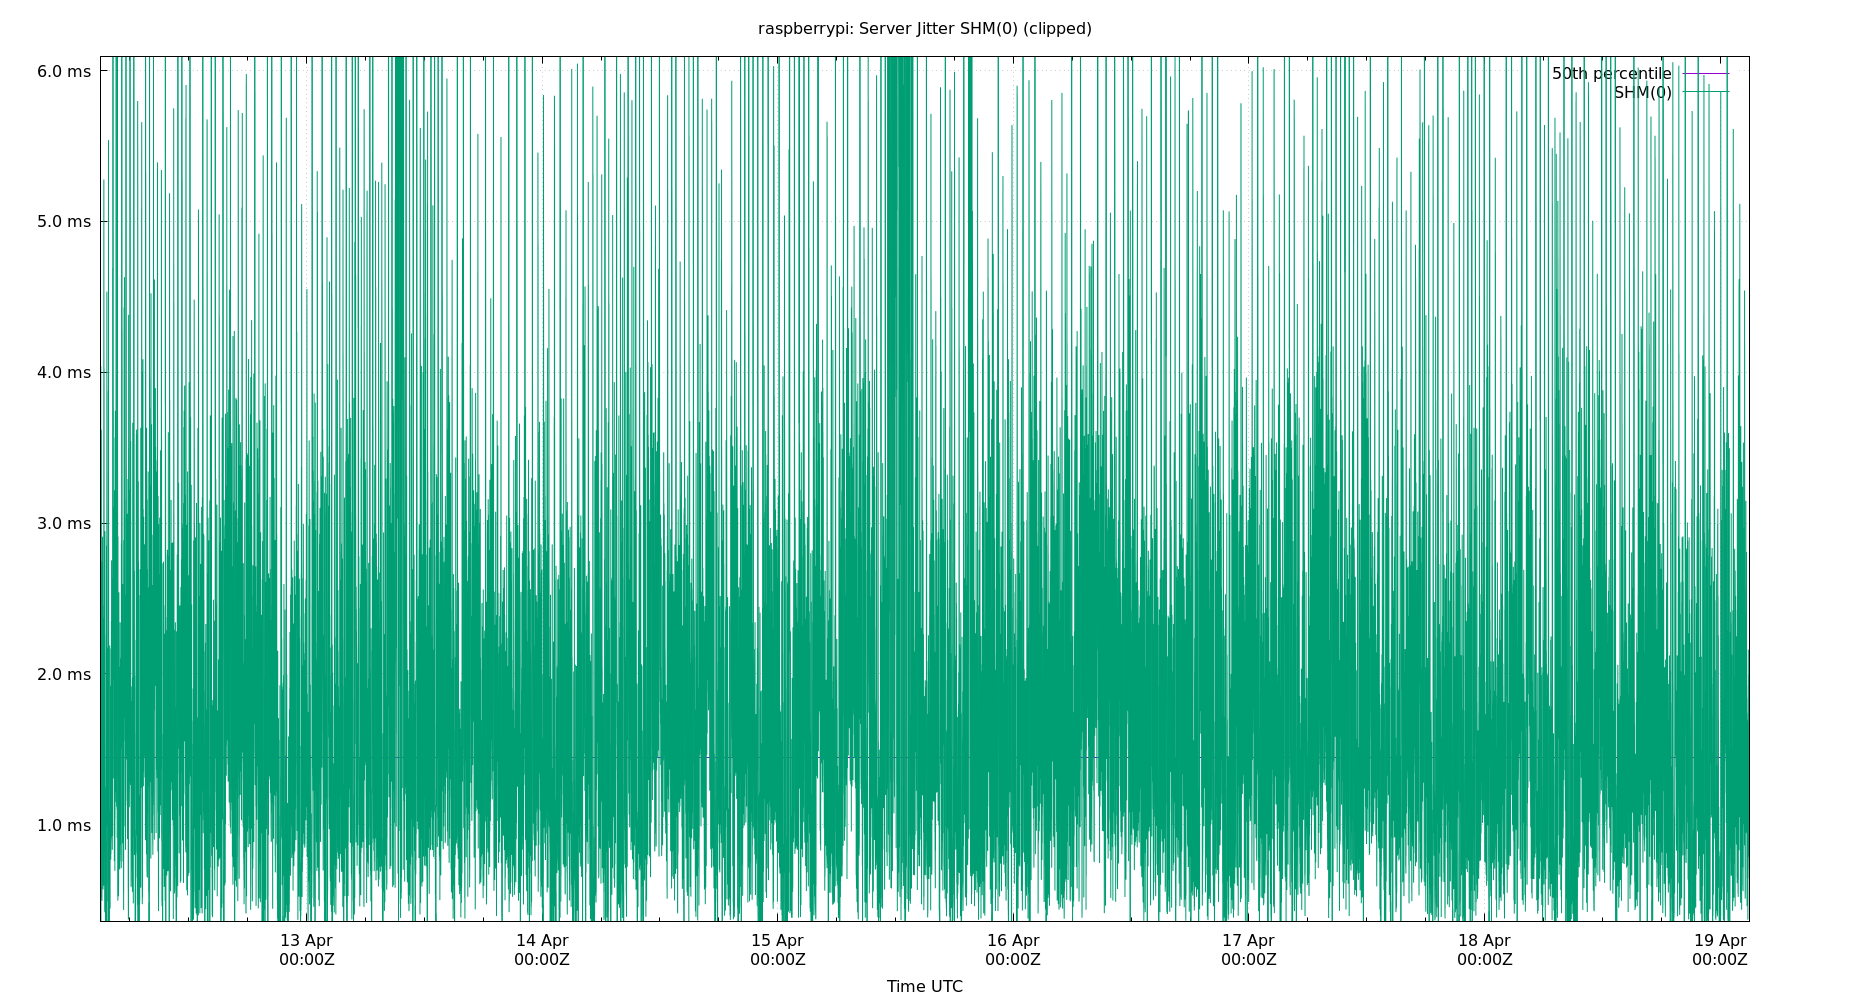 raspberrypi: Server Jitter SHM(0) (clipped)
6.0 ms
50th percentile
SHM(0)
5.0 ms
4.0 ms
3.0 ms
2.0 ms
1.0 ms
13 Apr 14 Apr 15 Apr 16 Apr 17 Apr 18 Apr 19 Apr
00:00Z 00:00Z 00:00Z 00:00Z 00:00Z 00:00Z 00:00Z
Time UTC